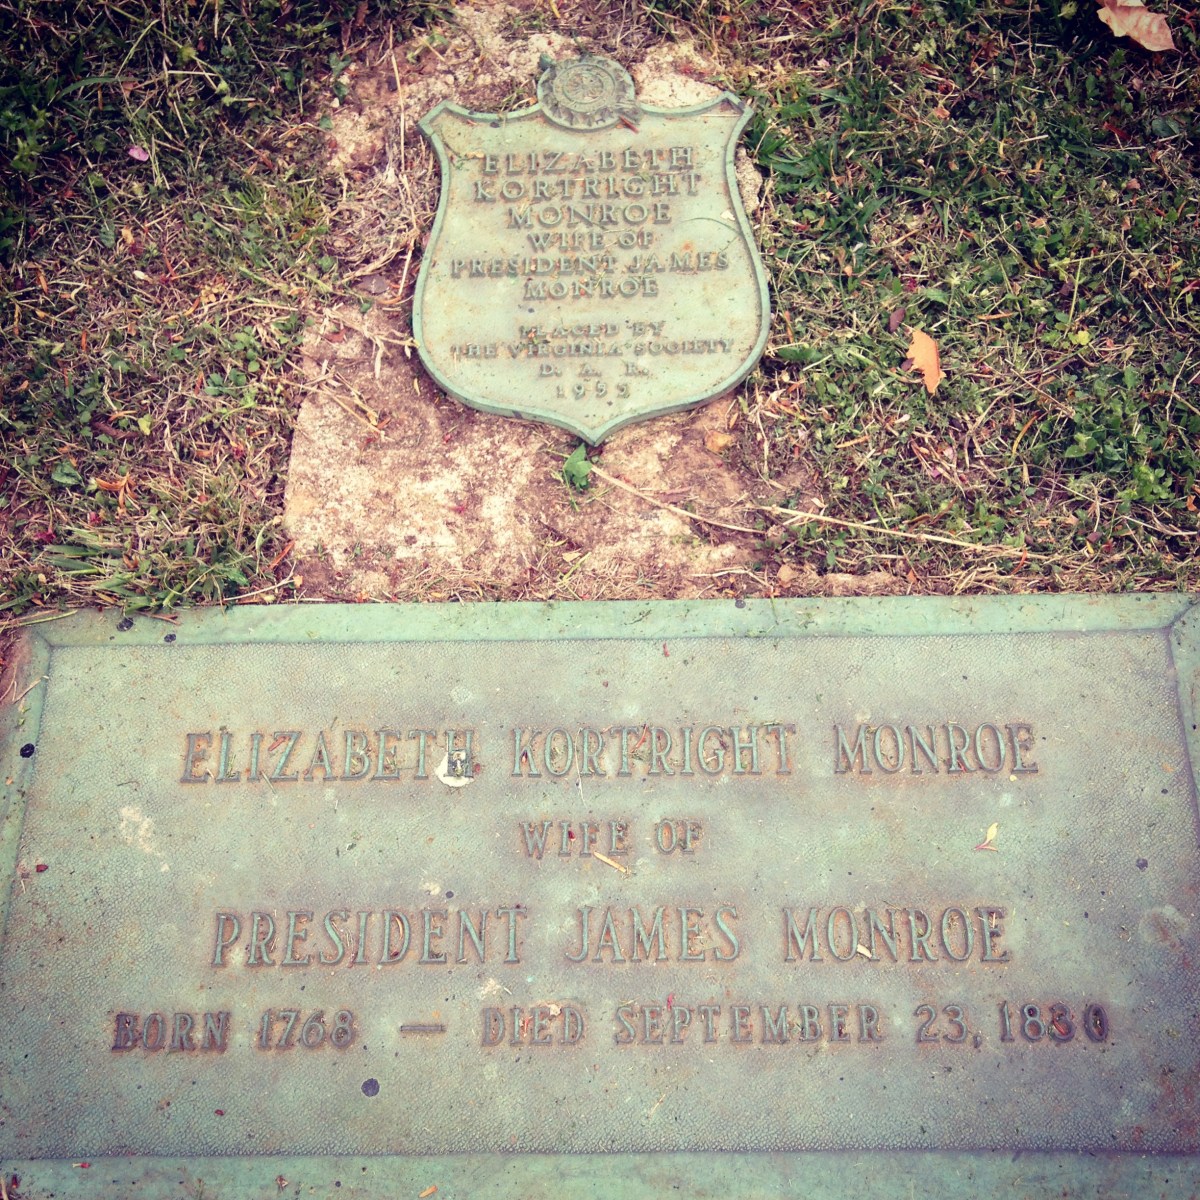 ELIZABETH
KORTRIGHT
MONROE
WIFE OF
PRESIDENT JAMES
MONROE
PLACED BY
THE VIRGINIA SOCIETY
D. A. R.
ELIZABETH KORTRIGHT MONROE
WIFE OF
PRESIDENT JAMES MONROE
BORN 1768 — DIED SEPTEMBER 23, 1830